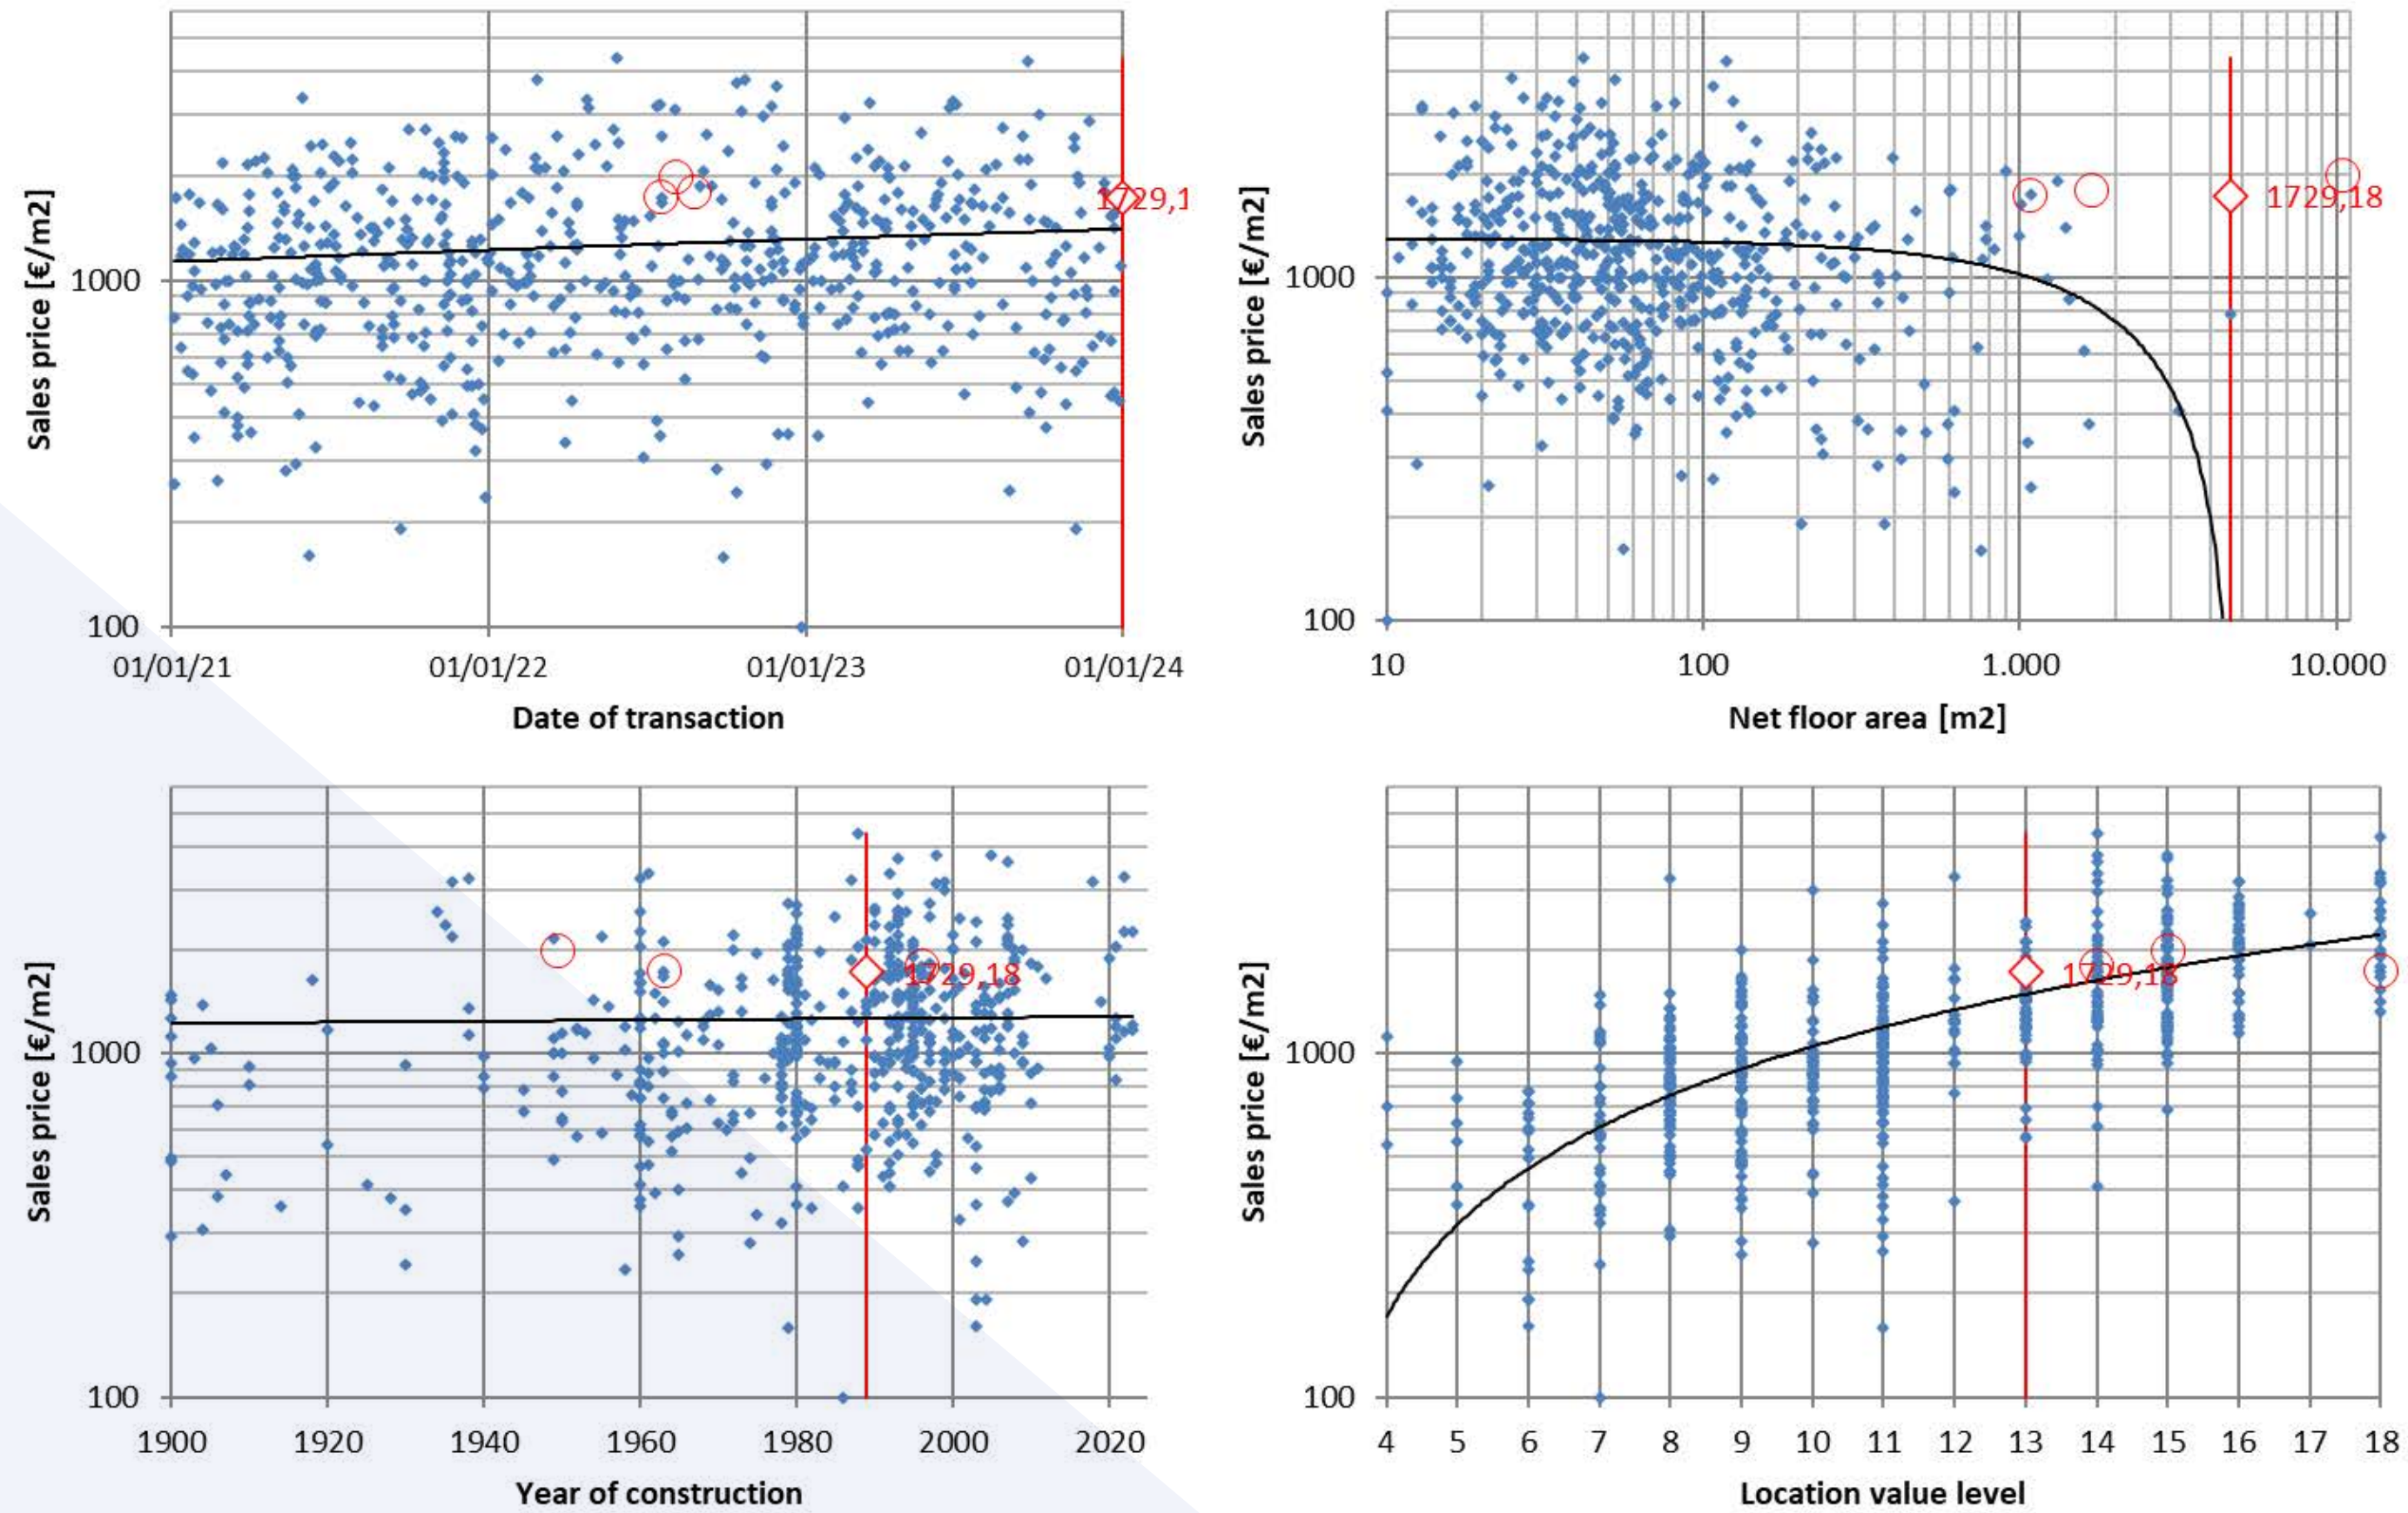 Sales price [€/m2]
1000
100
1729,1
01/01/21 01/01/22 01/01/23 01/01/24
Date of transaction
Sales price [€/m2]
1000
100
1729,18
10 100 1.000 10.000
Net floor area [m2]
Sales price [€/m2]
1000
100
1729,18
1900 1920 1940 1960 1980 2000 2020
Year of construction
Sales price [€/m2]
1000
100
1729,18
4 5 6 7 8 9 10 11 12 13 14 15 16 17 18
Location value level